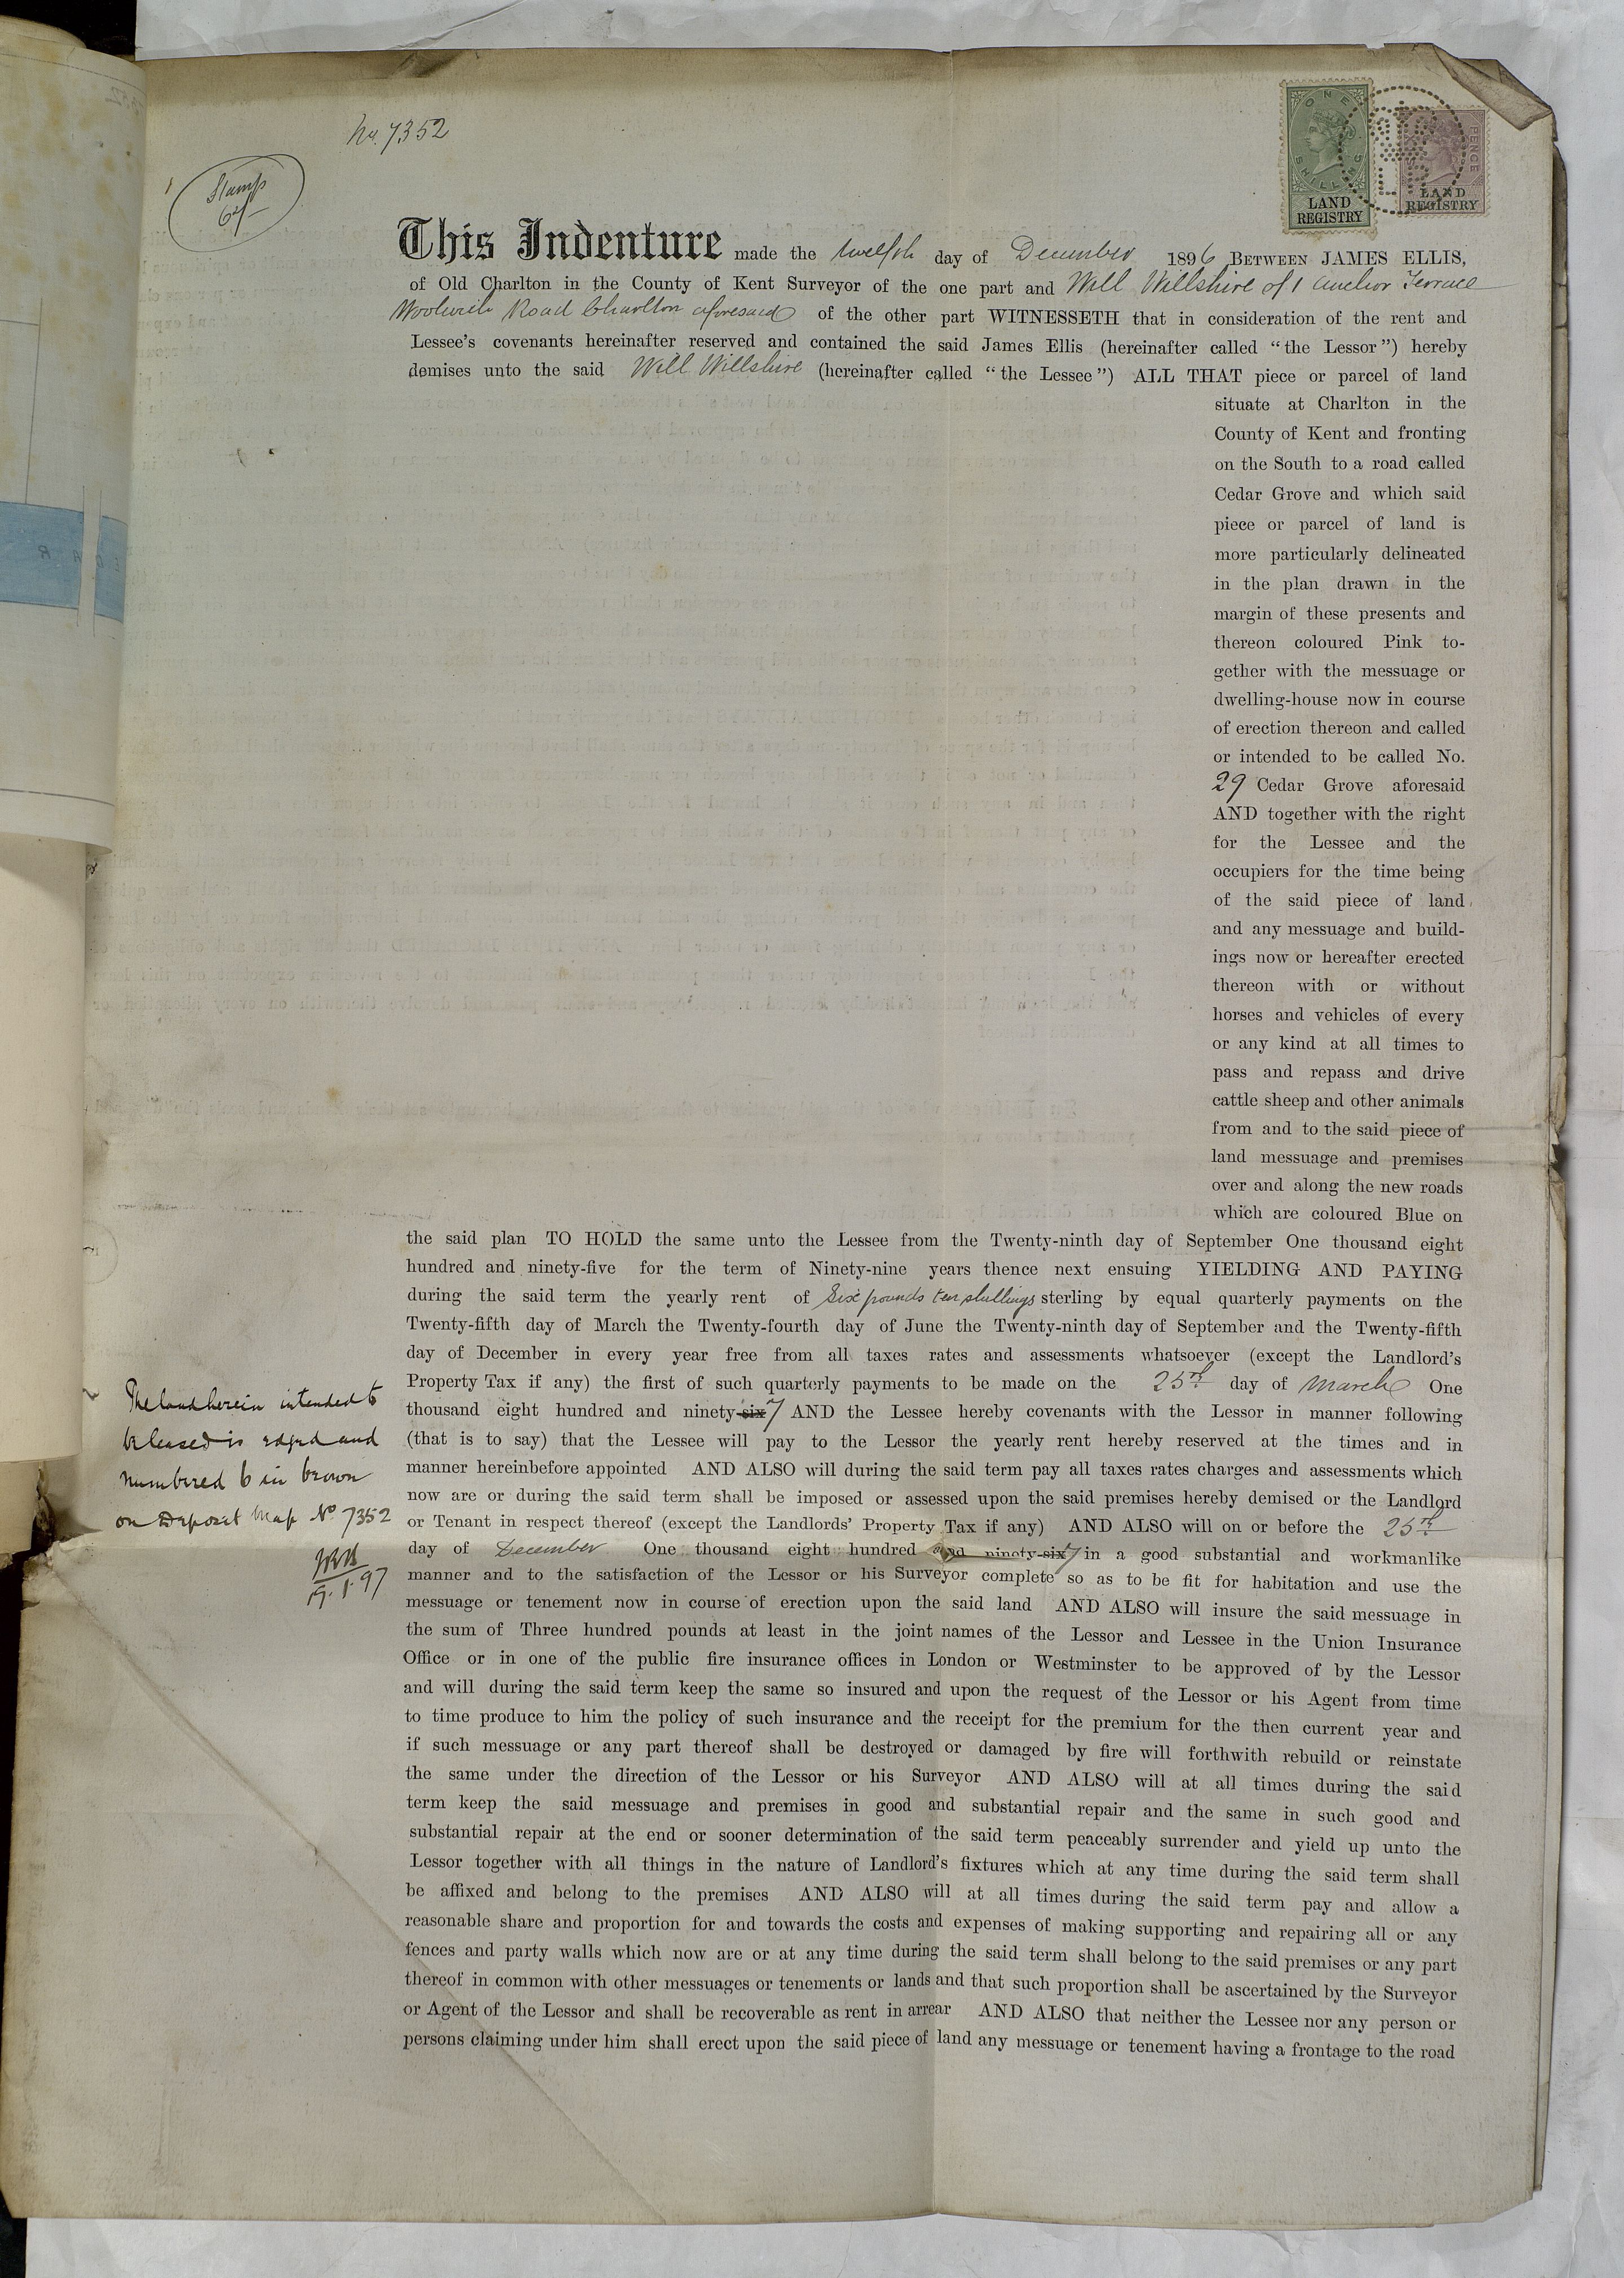 No. 7352
Stamp
6/-
ONE
SHILLING
LAND
REGISTRY
PENCE
LAND
REGISTRY
This Indenture made the twelfth day of December 1896 BETWEEN JAMES ELLIS,
of Old Charlton in the County of Kent Surveyor of the one part and Will Willshire of 1 Anchor Terrace
Woolwich Road Charlton aforesaid of the other part WITNESSETH that in consideration of the rent and
Lessee's covenants hereinafter reserved and contained the said James Ellis (hereinafter called “the Lessor”) hereby
demises unto the said Will Willshire (hereinafter called “the Lessee”) ALL THAT piece or parcel of land
situate at Charlton in the
County of Kent and fronting
on the South to a road called
Cedar Grove and which said
piece or parcel of land is
more particularly delineated
in the plan drawn in the
margin of these presents and
thereon coloured Pink to-
gether with the messuage or
dwelling-house now in course
of erection thereon and called
or intended to be called No.
29 Cedar Grove aforesaid
AND together with the right
for the Lessee and the
occupiers for the time being
of the said piece of land
and any messuage and build-
ings now or hereafter erected
thereon with or without
horses and vehicles of every
or any kind at all times to
pass and repass and drive
cattle sheep and other animals
from and to the said piece of
land messuage and premises
over and along the new roads
which are coloured Blue on
the said plan TO HOLD the same unto the Lessee from the Twenty-ninth day of September One thousand eight
hundred and ninety-five for the term of Ninety-nine years thence next ensuing YIELDING AND PAYING
during the said term the yearly rent of Six pounds ten shillings sterling by equal quarterly payments on the
Twenty-fifth day of March the Twenty-fourth day of June the Twenty-ninth day of September and the Twenty-fifth
day of December in every year free from all taxes rates and assessments whatsoever (except the Landlord's
Property Tax if any) the first of such quarterly payments to be made on the 25th day of March One
thousand eight hundred and ninety-six 7 AND the Lessee hereby covenants with the Lessor in manner following
(that is to say) that the Lessee will pay to the Lessor the yearly rent hereby reserved at the times and in
manner hereinbefore appointed AND ALSO will during the said term pay all taxes rates charges and assessments which
now are or during the said term shall be imposed or assessed upon the said premises hereby demised or the Landlord
or Tenant in respect thereof (except the Landlords' Property Tax if any) AND ALSO will on or before the 25th
day of December One thousand eight hundred and ninety-six 7 in a good substantial and workmanlike
manner and to the satisfaction of the Lessor or his Surveyor complete so as to be fit for habitation and use the
messuage or tenement now in course of erection upon the said land AND ALSO will insure the said messuage in
the sum of Three hundred pounds at least in the joint names of the Lessor and Lessee in the Union Insurance
Office or in one of the public fire insurance offices in London or Westminster to be approved of by the Lessor
and will during the said term keep the same so insured and upon the request of the Lessor or his Agent from time
to time produce to him the policy of such insurance and the receipt for the premium for the then current year and
if such messuage or any part thereof shall be destroyed or damaged by fire will forthwith rebuild or reinstate
the same under the direction of the Lessor or his Surveyor AND ALSO will at all times during the said
term keep the said messuage and premises in good and substantial repair and the same in such good and
substantial repair at the end or sooner determination of the said term peaceably surrender and yield up unto the
Lessor together with all things in the nature of Landlord's fixtures which at any time during the said term shall
be affixed and belong to the premises AND ALSO will at all times during the said term pay and allow a
reasonable share and proportion for and towards the costs and expenses of making supporting and repairing all or any
fences and party walls which now are or at any time during the said term shall belong to the said premises or any part
thereof in common with other messuages or tenements or lands and that such proportion shall be ascertained by the Surveyor
or Agent of the Lessor and shall be recoverable as rent in arrear AND ALSO that neither the Lessee nor any person or
persons claiming under him shall erect upon the said piece of land any messuage or tenement having a frontage to the road
The land herein intended to
be leased is edged and
numbered 6 in brown
on Deposit Map No 7352
19.1.97